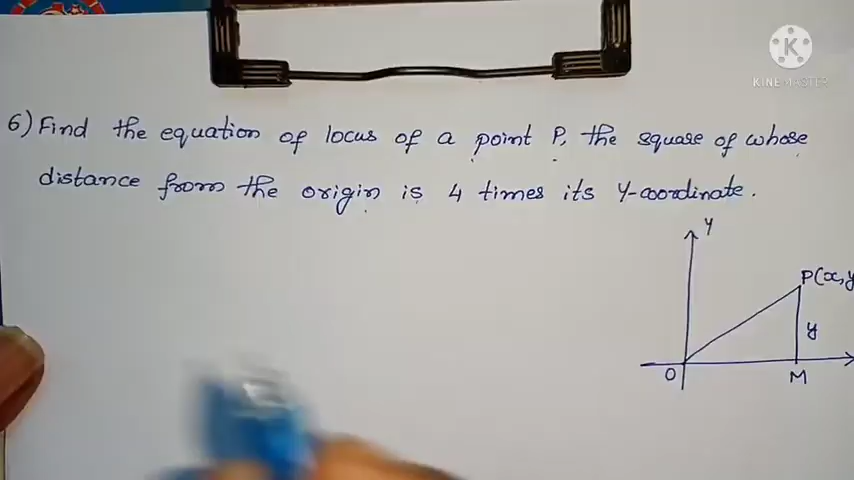 KINEMASTER
6) Find the equation of locus of a point P, the square of whose
distance from the origin is 4 times its Y-coordinate.
Y
P(x,y
y
O
M